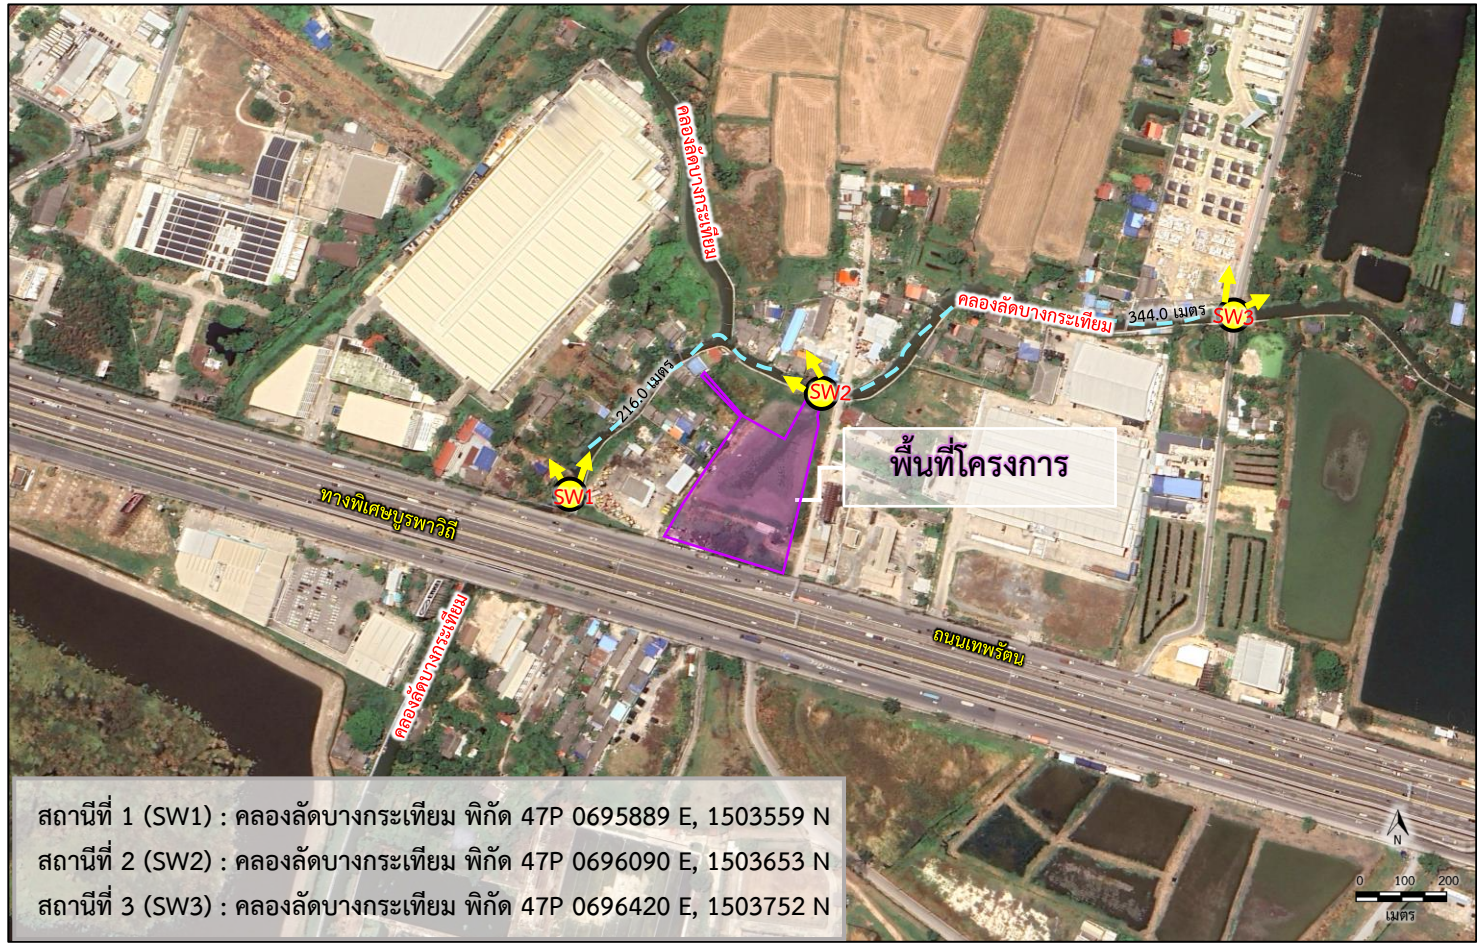 คลองลัดบางกระเทียม
คลองลัดบางกระเทียม
344.0 เมตร
SW3
216.0 เมตร
SW2
พื้นที่โครงการ
SW1
ทางพิเศษบูรพาวิถี
คลองลัดบางกระเทียม
ถนนเทพรัตน
สถานีที่ 1 (SW1) : คลองลัดบางกระเทียม พิกัด 47P 0695889 E, 1503559 N
สถานีที่ 2 (SW2) : คลองลัดบางกระเทียม พิกัด 47P 0696090 E, 1503653 N
สถานีที่ 3 (SW3) : คลองลัดบางกระเทียม พิกัด 47P 0696420 E, 1503752 N
N
0 100 200
เมตร